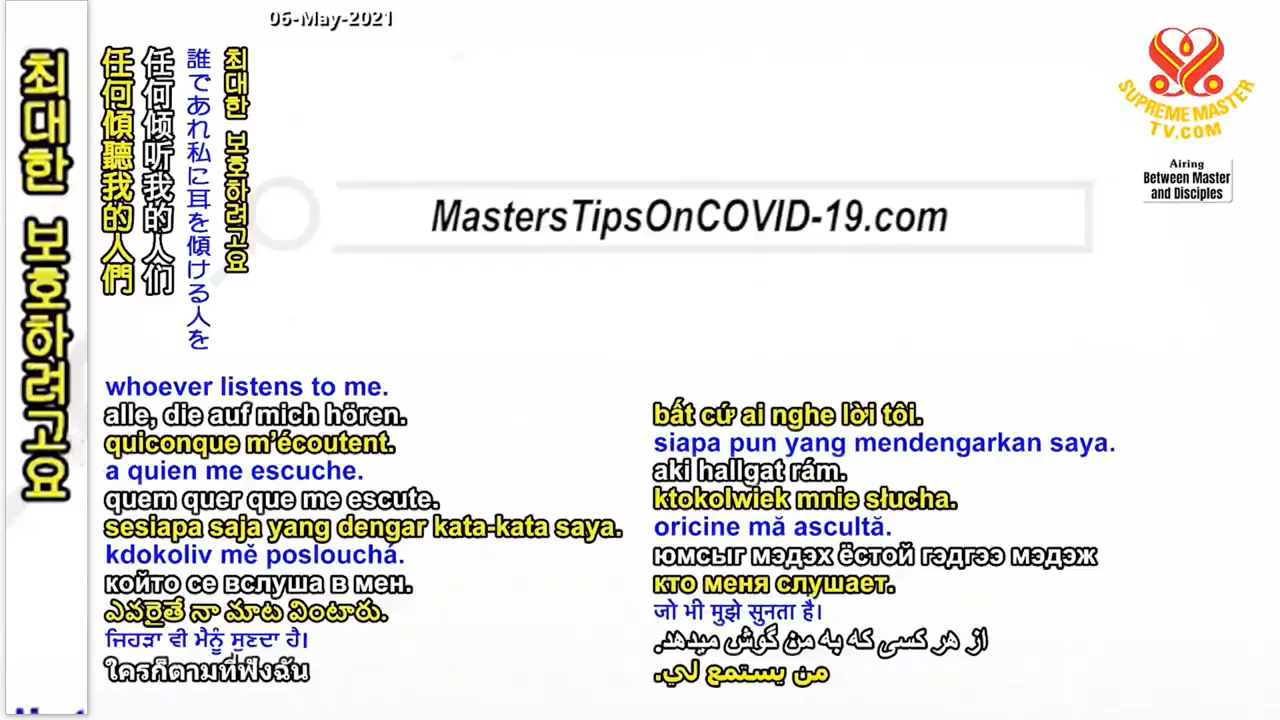 06-May-2021
SUPREME MASTER
TV.COM
Airing
Between Master
and Disciples
MastersTipsOnCOVID-19.com
최대한 보호하려고요
任何傾聽我的人們
任何倾听我的人们
誰であれ私に耳を傾ける人を
최대한 보호하려고요
whoever listens to me.
alle, die auf mich hören.
quiconque m’écoutent.
a quien me escuche.
quem quer que me escute.
sesiapa saja yang dengar kata-kata saya.
kdokoliv mě poslouchá.
който се вслуша в мен.
ఎవరైతే నా మాట వింటారు.
ਜਿਹੜਾ ਵੀ ਮੈਨੂੰ ਸੁਣਦਾ ਹੈ।
ใครก็ตามที่ฟังฉัน
bất cứ ai nghe lời tôi.
siapa pun yang mendengarkan saya.
aki hallgat rám.
ktokolwiek mnie słucha.
oricine mă ascultă.
юмсыг мэдэх ёстой гэдгээ мэдэж
кто меня слушает.
जो भी मुझे सुनता है।
از هر کسی که به من گوش میدهد.
من يستمع لي.